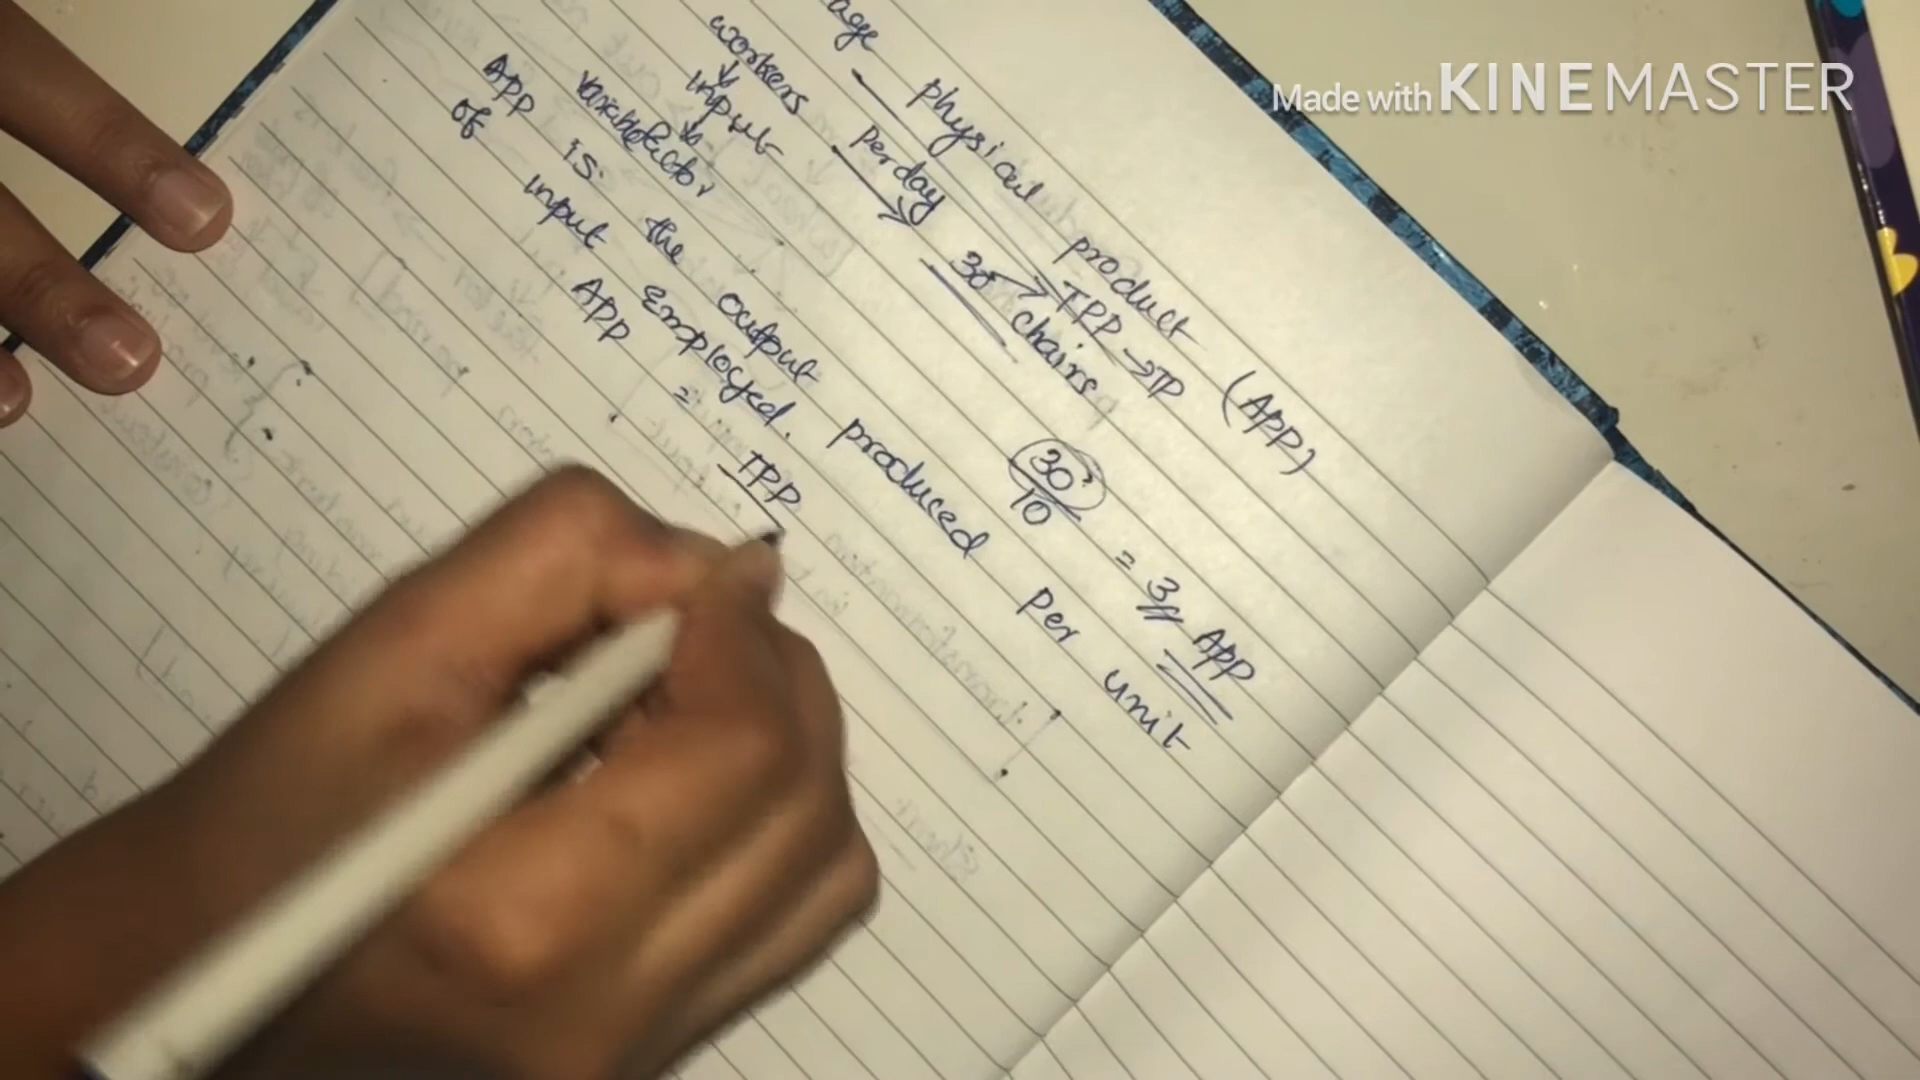 Made with KINEMASTER
age physical product (APP)
workers per day 30 → TPP → TP
↓
input chairs
30
10
= 3 APP
↓
variable factor
APP is the output produced per unit
of input employed.
APP = TPP